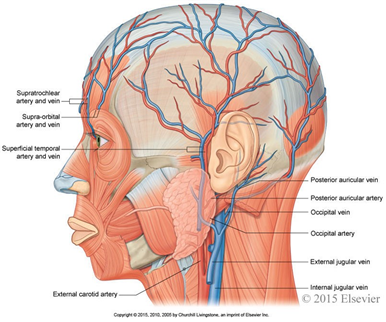 Supratrochlear
artery and vein
Supra-orbital
artery and vein
Superficial temporal
artery and vein
Posterior auricular vein
Posterior auricular artery
Occipital vein
Occipital artery
External jugular vein
External carotid artery
Internal jugular vein
© 2015 Elsevier
Copyright © 2015, 2010, 2005 by Churchill Livingstone, an imprint of Elsevier Inc.